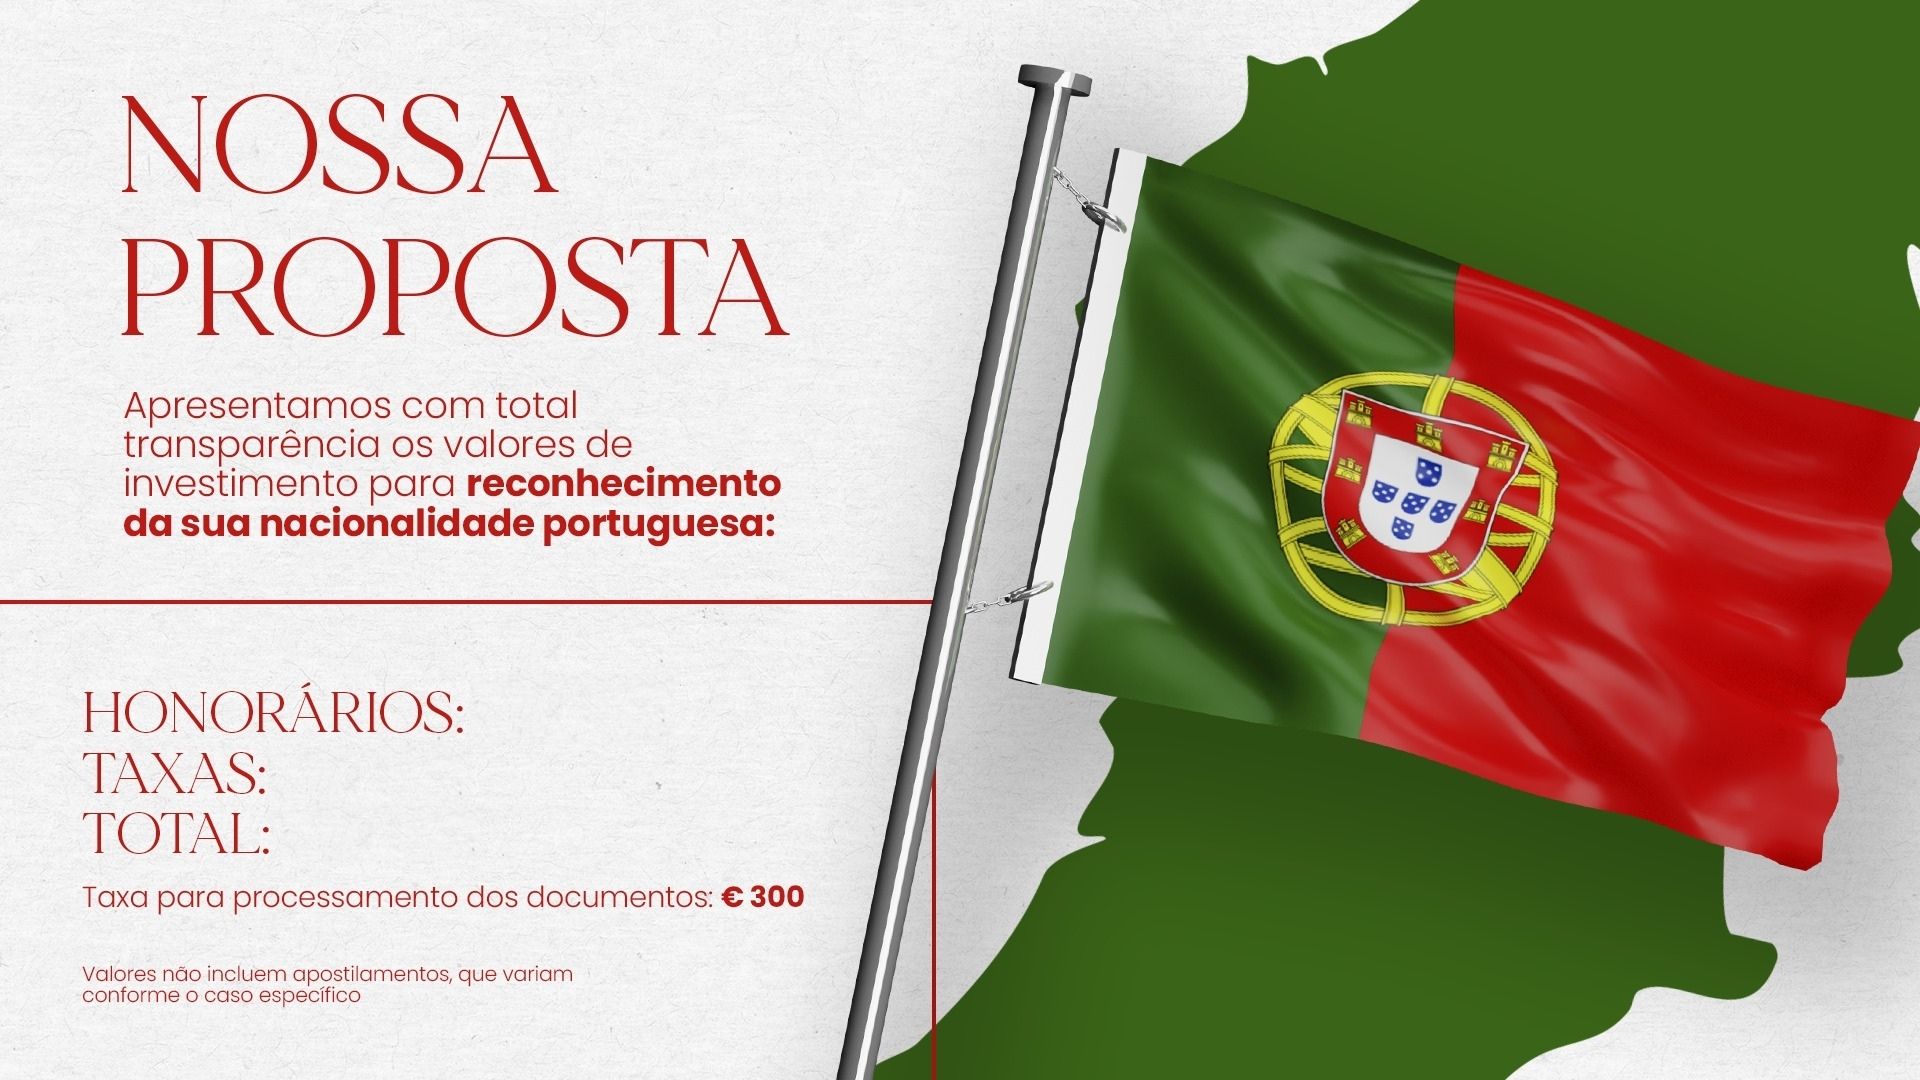 NOSSA
PROPOSTA
Apresentamos com total
transparência os valores de
investimento para reconhecimento
da sua nacionalidade portuguesa:
HONORÁRIOS:
TAXAS:
TOTAL:
Taxa para processamento dos documentos: € 300
Valores não incluem apostilamentos, que variam
conforme o caso específico